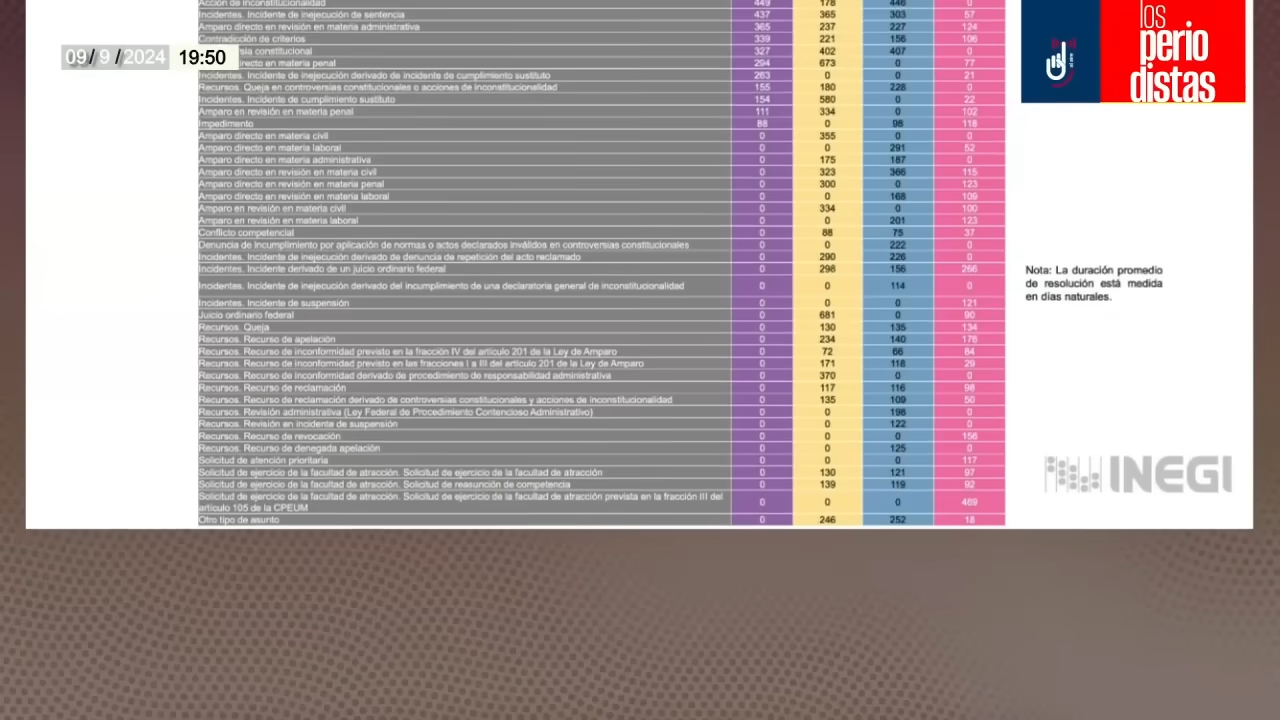 Acción de Inconstitucionalidad 449 178 446 0
Incidentes. Incidente de inejecución de sentencia 437 365 303 57
Amparo directo en revisión en materia administrativa 365 237 227 124
Contradicción de criterios 339 221 156 106
sia constitucional 327 402 407 0
directo en materia penal 294 673 0 77
Incidentes. Incidente de inejecución derivado de incidente de cumplimiento sustituto 263 0 0 21
Recursos. Queja en controversias constitucionales o acciones de inconstitucionalidad 155 180 228 0
Incidentes. Incidente de cumplimiento sustituto 154 580 0 22
Amparo en revisión en materia penal 111 334 0 102
Impedimento 88 0 98 118
Amparo directo en materia civil 0 355 0 0
Amparo directo en materia laboral 0 0 291 52
Amparo directo en materia administrativa 0 175 187 0
Amparo directo en revisión en materia civil 0 323 366 115
Amparo directo en revisión en materia penal 0 300 0 123
Amparo directo en revisión en materia laboral 0 0 168 109
Amparo en revisión en materia civil 0 334 0 100
Amparo en revisión en materia laboral 0 0 201 123
Conflicto competencial 0 88 75 37
Denuncia de incumplimiento por aplicación de normas o actos declarados inválidos en controversias constitucionales 0 0 222 0
Incidentes. Incidente de inejecución derivado de denuncia de repetición del acto reclamado 0 290 226 0
Incidentes. Incidente derivado de un juicio ordinario federal 0 298 156 266
Incidentes. Incidente de inejecución derivado del incumplimiento de una declaratoria general de inconstitucionalidad 0 0 114 0
Incidentes. Incidente de suspensión 0 0 0 121
Juicio ordinario federal 0 681 0 90
Recursos. Queja 0 130 135 134
Recursos. Recurso de apelación 0 234 140 176
Recursos. Recurso de inconformidad previsto en la fracción IV del artículo 201 de la Ley de Amparo 0 72 66 84
Recursos. Recurso de inconformidad previsto en las fracciones I a III del artículo 201 de la Ley de Amparo 0 171 118 29
Recursos. Recurso de inconformidad derivado de procedimiento de responsabilidad administrativa 0 370 0 0
Recursos. Recurso de reclamación 0 117 116 98
Recursos. Recurso de reclamación derivado de controversias constitucionales y acciones de inconstitucionalidad 0 135 109 50
Recursos. Revisión administrativa (Ley Federal de Procedimiento Contencioso Administrativo) 0 0 198 0
Recursos. Revisión en incidente de suspensión 0 0 122 0
Recursos. Recurso de revocación 0 0 0 156
Recursos. Recurso de denegada apelación 0 0 125 0
Solicitud de atención prioritaria 0 0 0 117
Solicitud de ejercicio de la facultad de atracción. Solicitud de ejercicio de la facultad de atracción 0 130 121 97
Solicitud de ejercicio de la facultad de atracción. Solicitud de reasunción de competencia 0 139 119 92
Solicitud de ejercicio de la facultad de atracción. Solicitud de ejercicio de la facultad de atracción prevista en la fracción III del
artículo 105 de la CPEUM 0 0 0 469
Otro tipo de asunto 0 246 252 18
09/ 9 /2024 19:50
los
perio
distas
Nota: La duración promedio
de resolución está medida
en días naturales.
INEGI